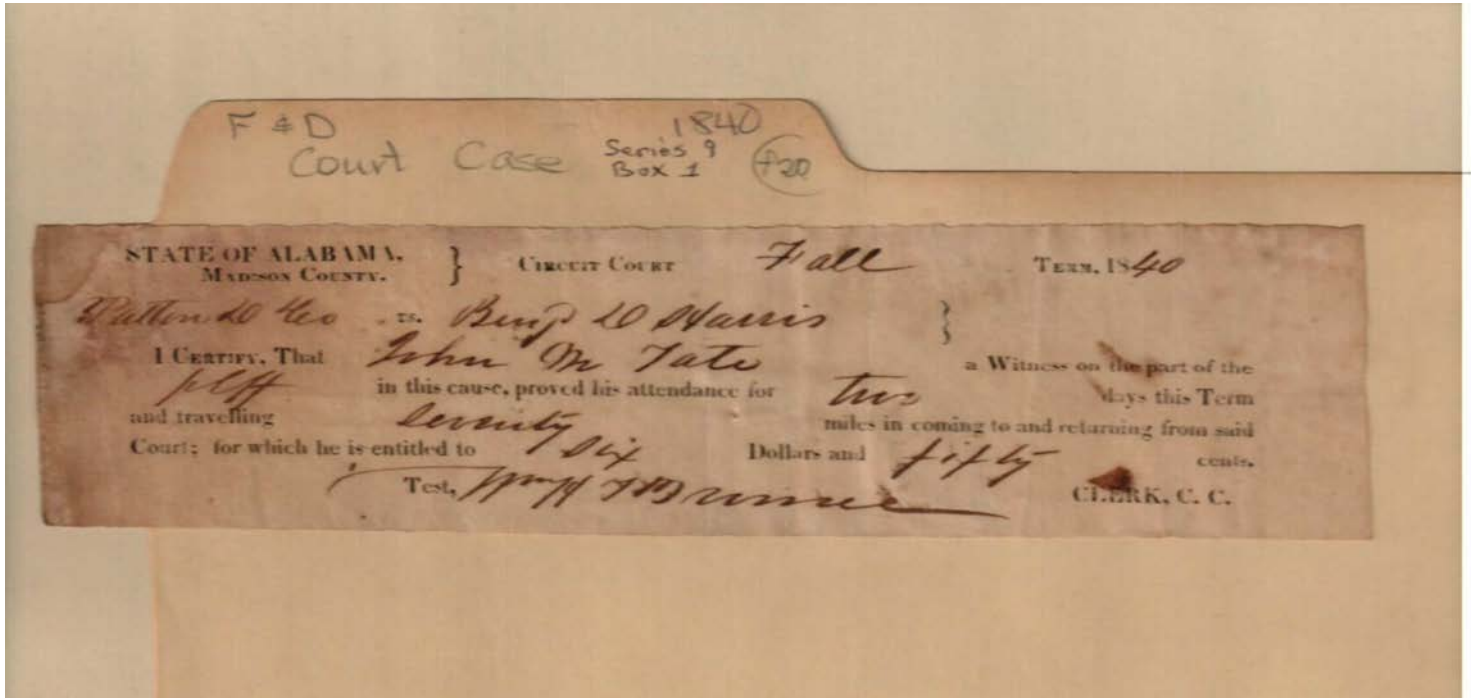 F & D 1840
Court Case Series 9
Box 1 f20
STATE OF ALABAMA, } CIRCUIT COURT Fall TERM, 1840
MADISON COUNTY.
Patton D vs. Benj D Harris }
I CERTIFY, That John M Tate a Witness on the part of the
plff in this cause, proved his attendance for two days this Term
and travelling seventy miles in coming to and returning from said
Court; for which he is entitled to six Dollars and fifty cents.
Test, Wm H CLERK, C. C.